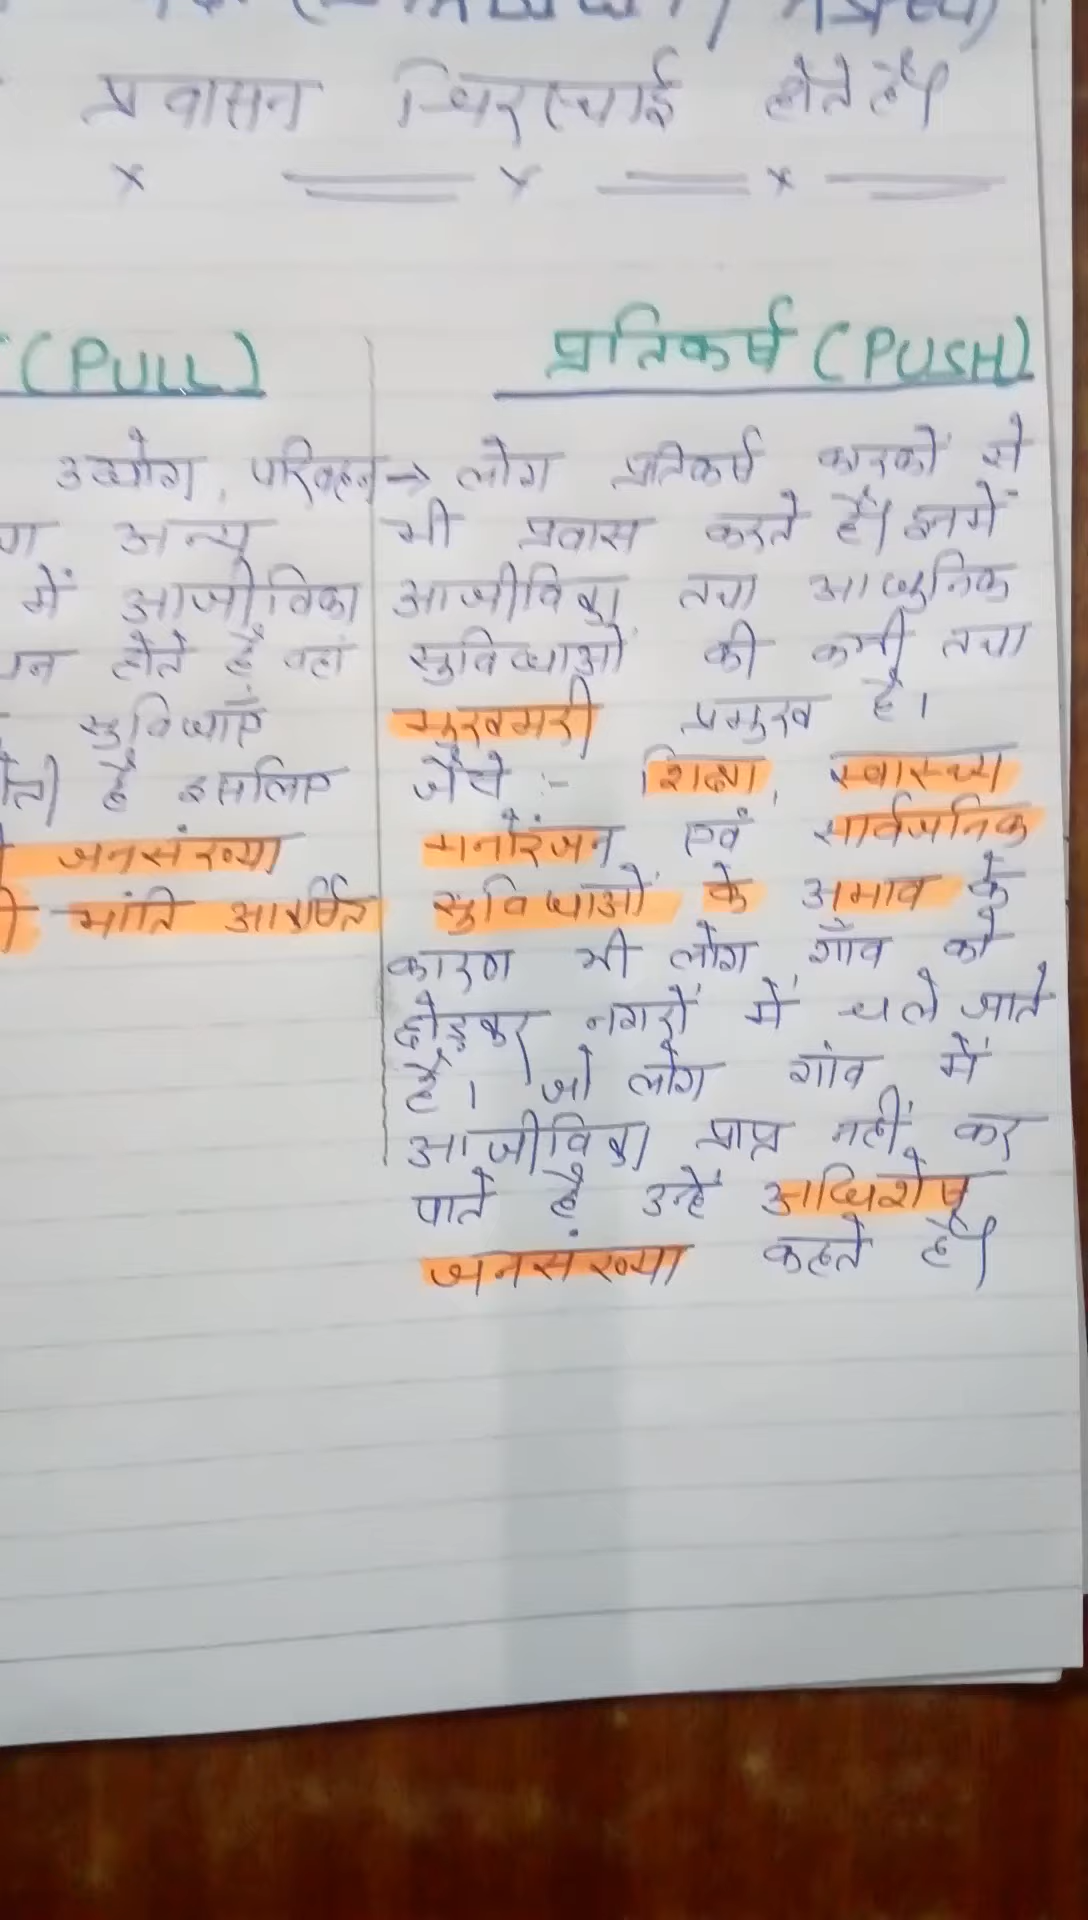 प्रवासन चिरस्थाई होते हैं।
× = × = × =
(PULL)
उद्योग, परिवहन
अन्य
में आजीविका
होते हैं वहां
सुविधाएँ
है इसलिए
जनसंख्या
भांति आकर्षित
प्रतिकर्ष (PUSH)
→ लोग प्रतिकर्ष कारकों से
भी प्रवास करते हैं। इनमें
आजीविका तथा आधुनिक
सुविधाओं की कमी तथा
भुखमरी प्रमुख है।
जैसे :- शिक्षा, स्वास्थ्य
मनोरंजन एवं सार्वजनिक
सुविधाओं के अभाव के
कारण भी लोग गाँव को
छोड़कर नगरों में चले जाते
हैं। जो लोग गांव में
आजीविका प्राप्त नहीं कर
पाते हैं उन्हें अधिशेष
जनसंख्या कहते हैं।